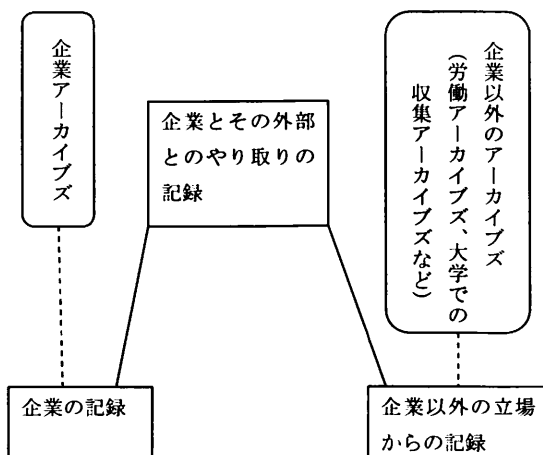 企業アーカイブズ
企業とその外部
とのやり取りの
記録
企業以外のアーカイブズ
（労働アーカイブズ、大学での
収集アーカイブズなど）
企業の記録
企業以外の立場
からの記録